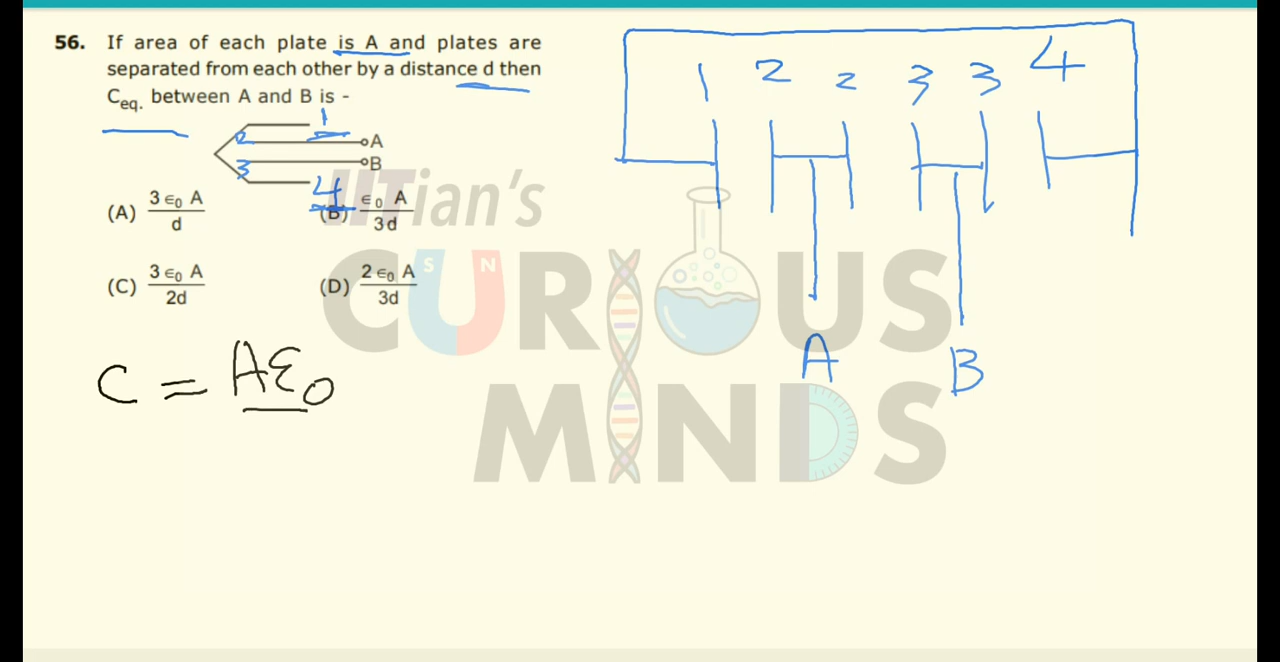 56. If area of each plate is A and plates are
separated from each other by a distance d then
Ceq. between A and B is -
1
2
A
3
B
4
(A) 3 ∈0 A / d
(B) ∈0 A / 3d
(C) 3 ∈0 A / 2d
(D) 2 ∈0 A / 3d
C = Aε0
1 2 2 3 3 4
A B
IITian's
CURIOUS
S N
MINDS